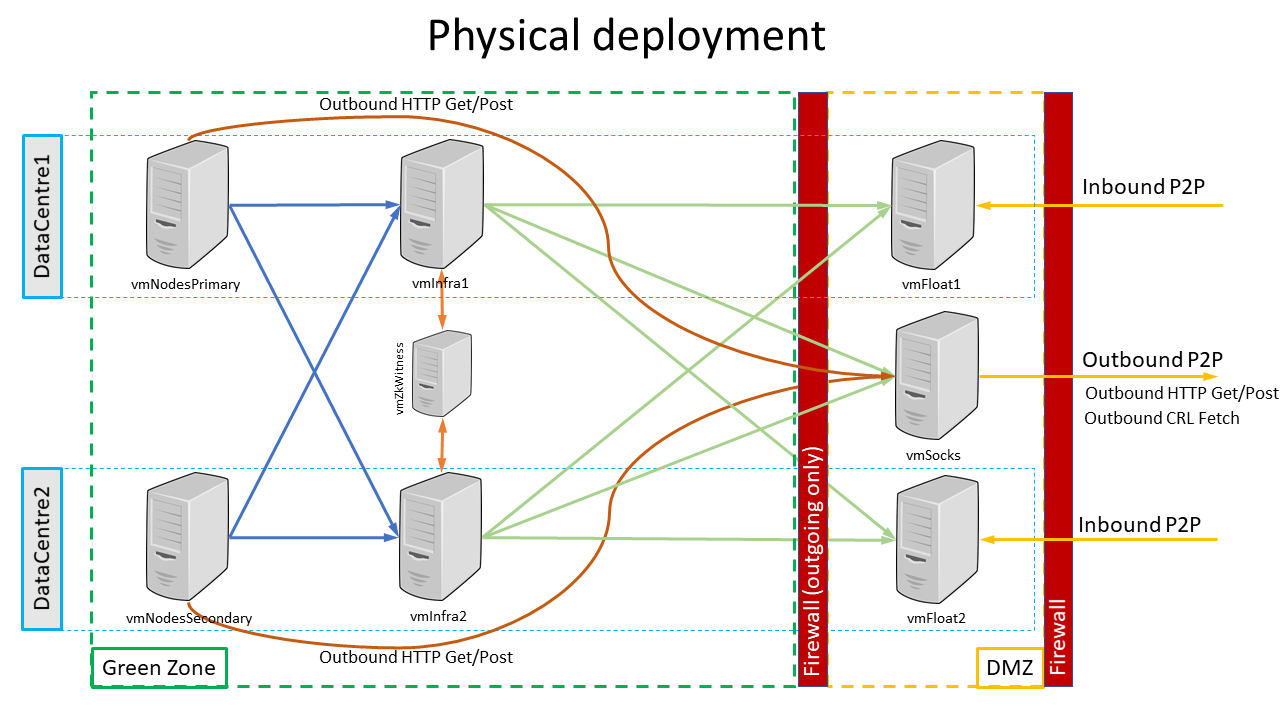 Physical deployment
Outbound HTTP Get/Post
DataCentre1
vmNodesPrimary
vmInfra1
vmFloat1
Inbound P2P
vmZkWitness
vmSocks
Outbound P2P
Outbound HTTP Get/Post
Outbound CRL Fetch
DataCentre2
vmNodesSecondary
vmInfra2
vmFloat2
Inbound P2P
Outbound HTTP Get/Post
Green Zone
Firewall (outgoing only)
DMZ
Firewall